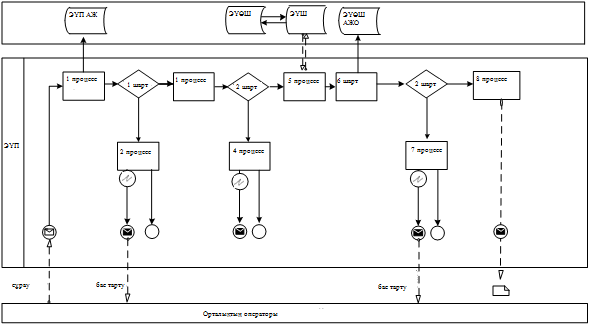 ЭҮП АЖ
ЭҮӨШ
ЭҮШ
ЭҮӨШ
АЖО
ЭҮП
1 процесс
1 шарт
1 процесс
2 шарт
5 процесс
6 шарт
2 шарт
8 процесс
2 процесс
4 процесс
7 процесс
сұрау
бас тарту
бас тарту
Орталықтың операторы